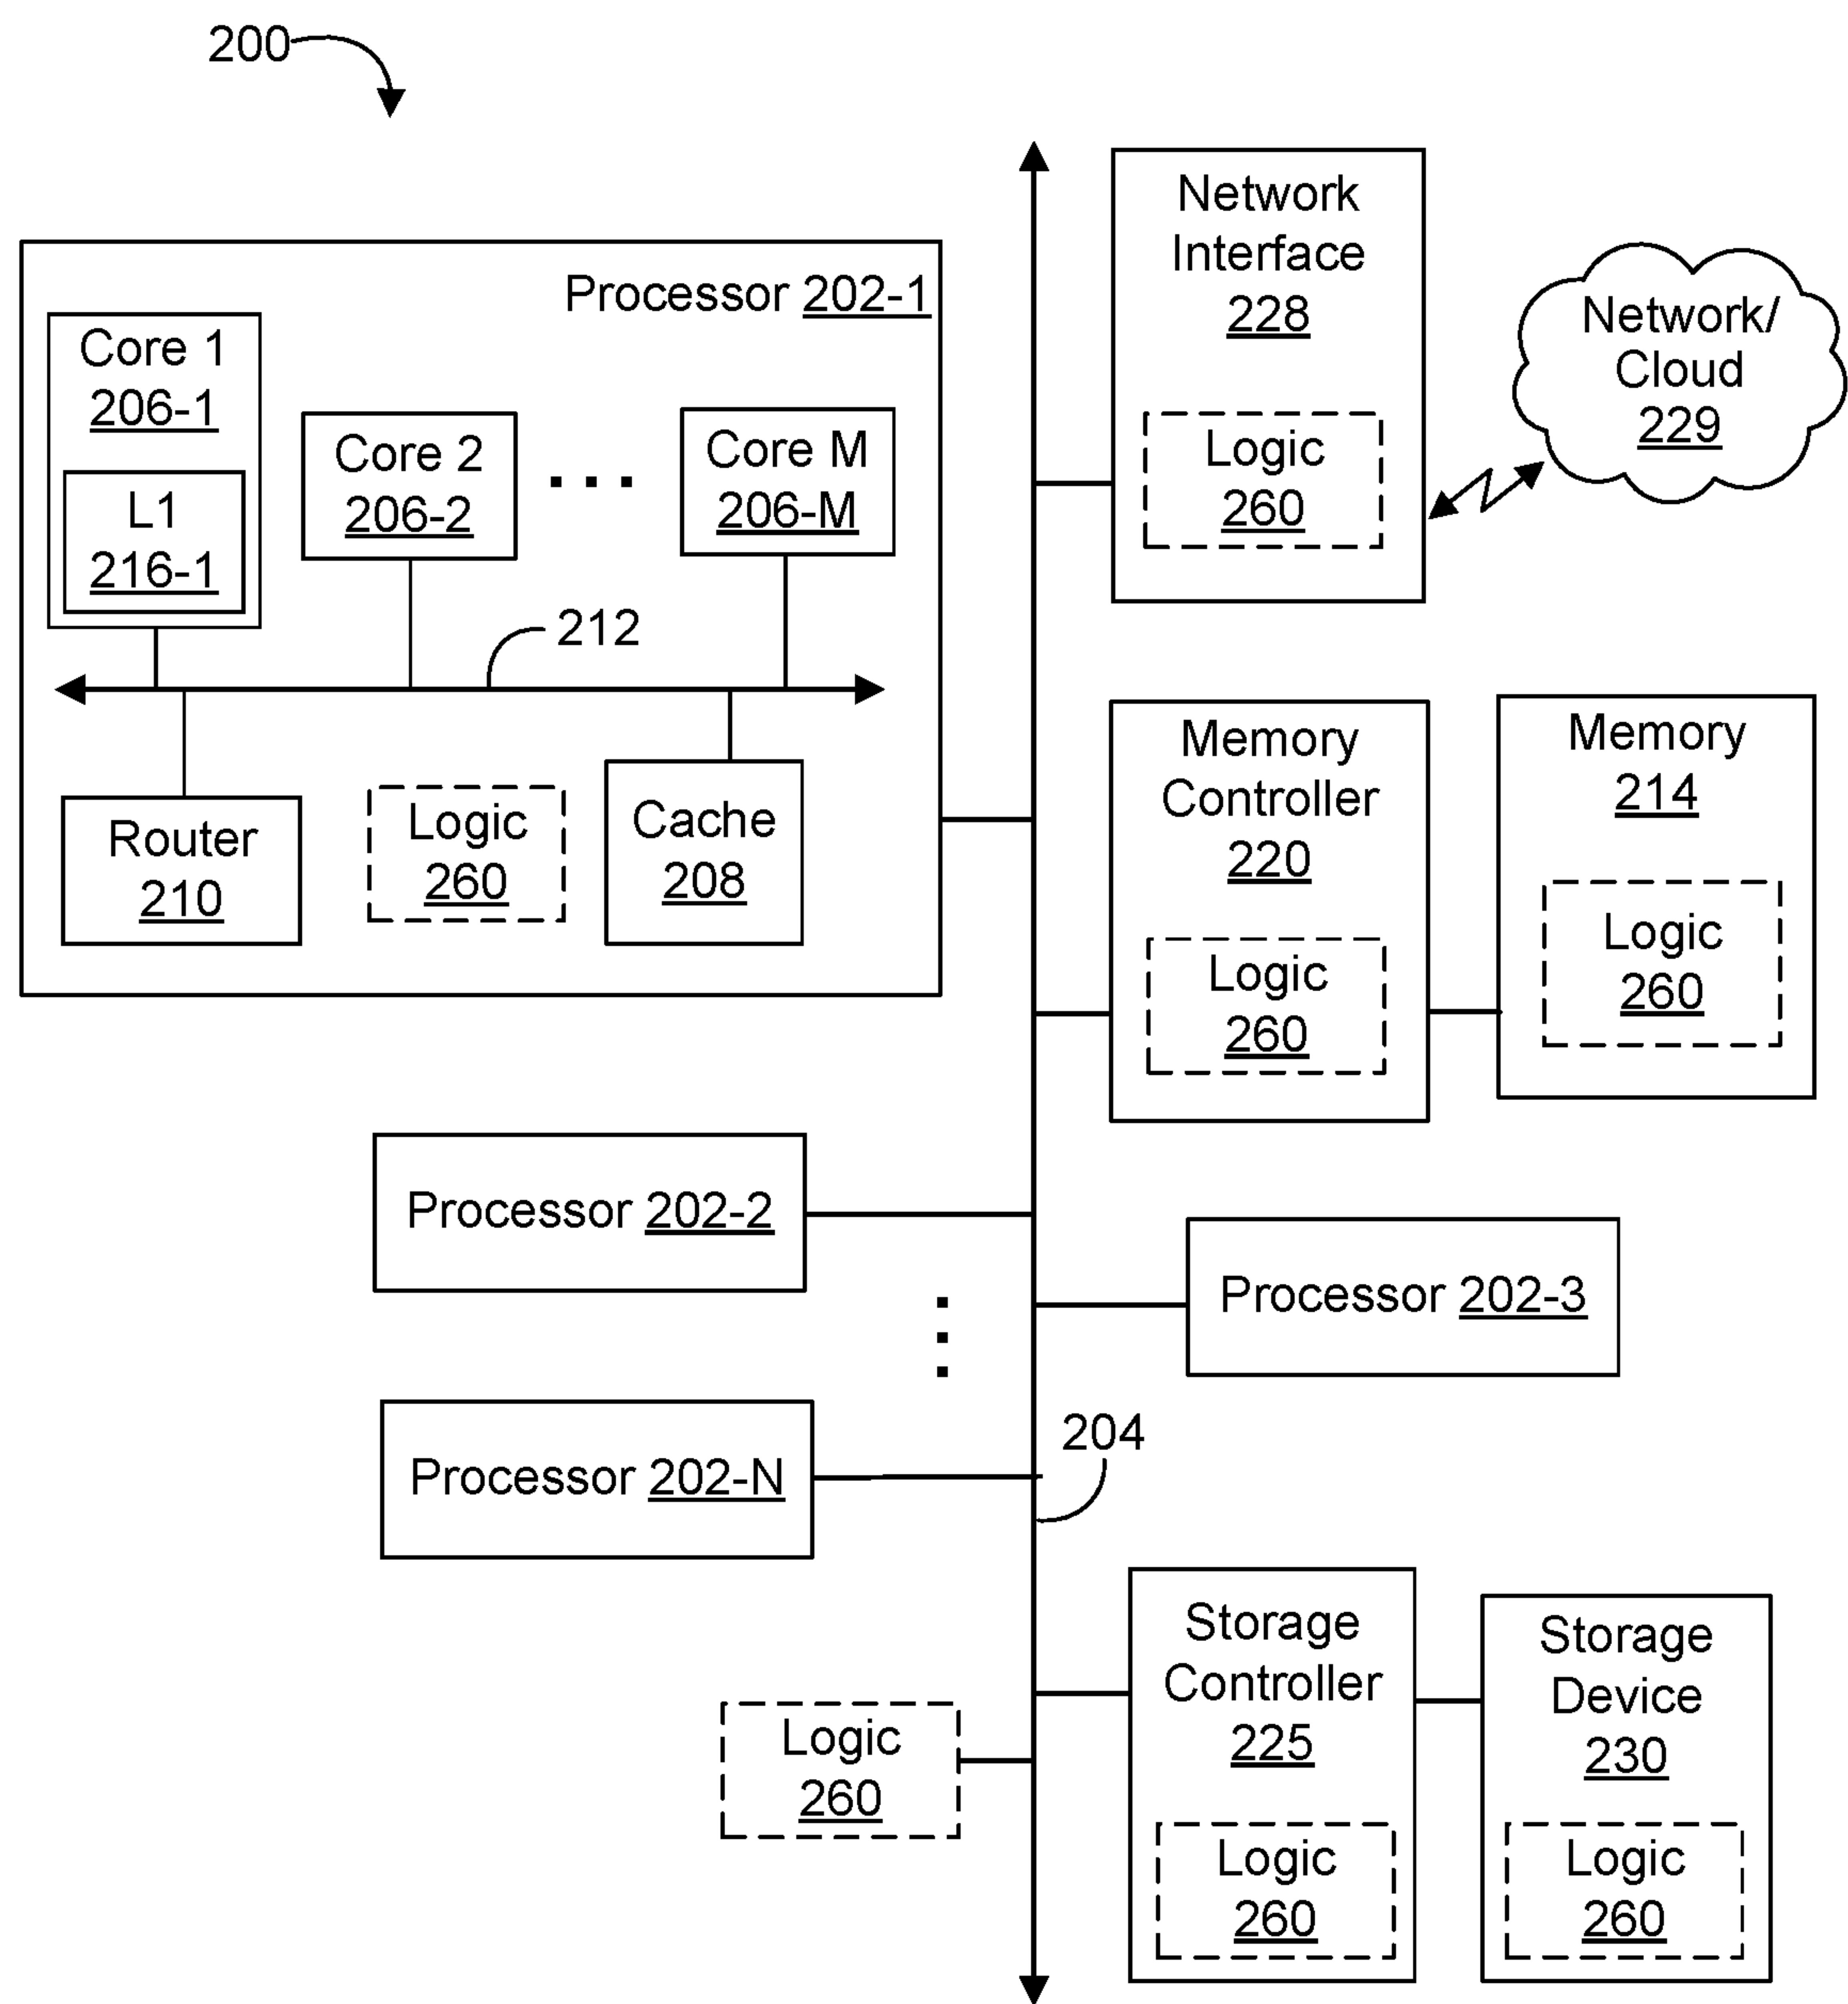 200
Processor 202-1
Core 1
206-1
L1
216-1
Core 2
206-2
Core M
206-M
212
Router
210
Logic
260
Cache
208
Network
Interface
228
Logic
260
Network/
Cloud
229
Memory
Controller
220
Logic
260
Memory
214
Logic
260
Processor 202-2
Processor 202-3
Processor 202-N
204
Logic
260
Storage
Controller
225
Logic
260
Storage
Device
230
Logic
260